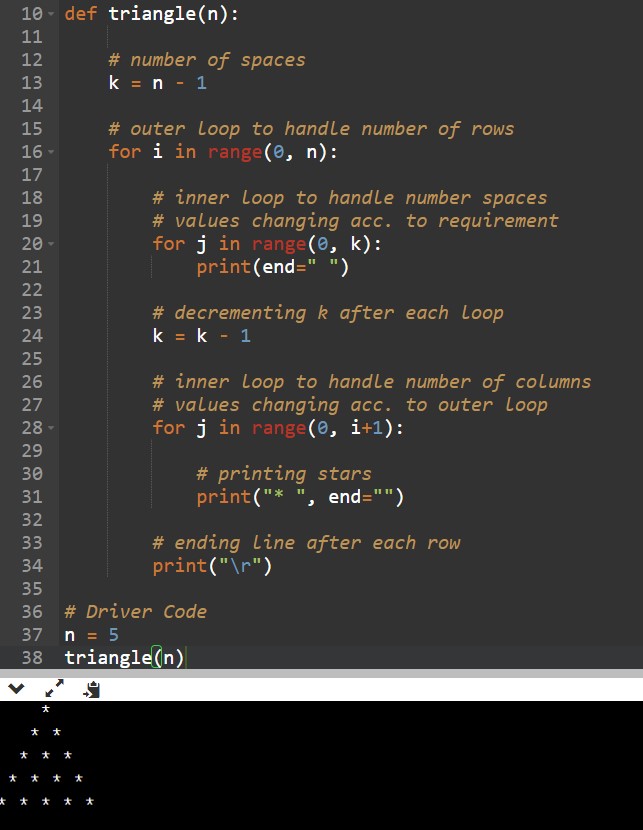 10 def triangle(n):
11
12     # number of spaces
13     k = n - 1
14
15     # outer loop to handle number of rows
16     for i in range(0, n):
17
18         # inner loop to handle number spaces
19         # values changing acc. to requirement
20         for j in range(0, k):
21             print(end=" ")
22
23         # decrementing k after each loop
24         k = k - 1
25
26         # inner loop to handle number of columns
27         # values changing acc. to outer loop
28         for j in range(0, i+1):
29
30             # printing stars
31             print("* ", end="")
32
33         # ending line after each row
34         print("\r")
35
36 # Driver Code
37 n = 5
38 triangle(n)
    *
   * *
  * * *
 * * * *
* * * * *